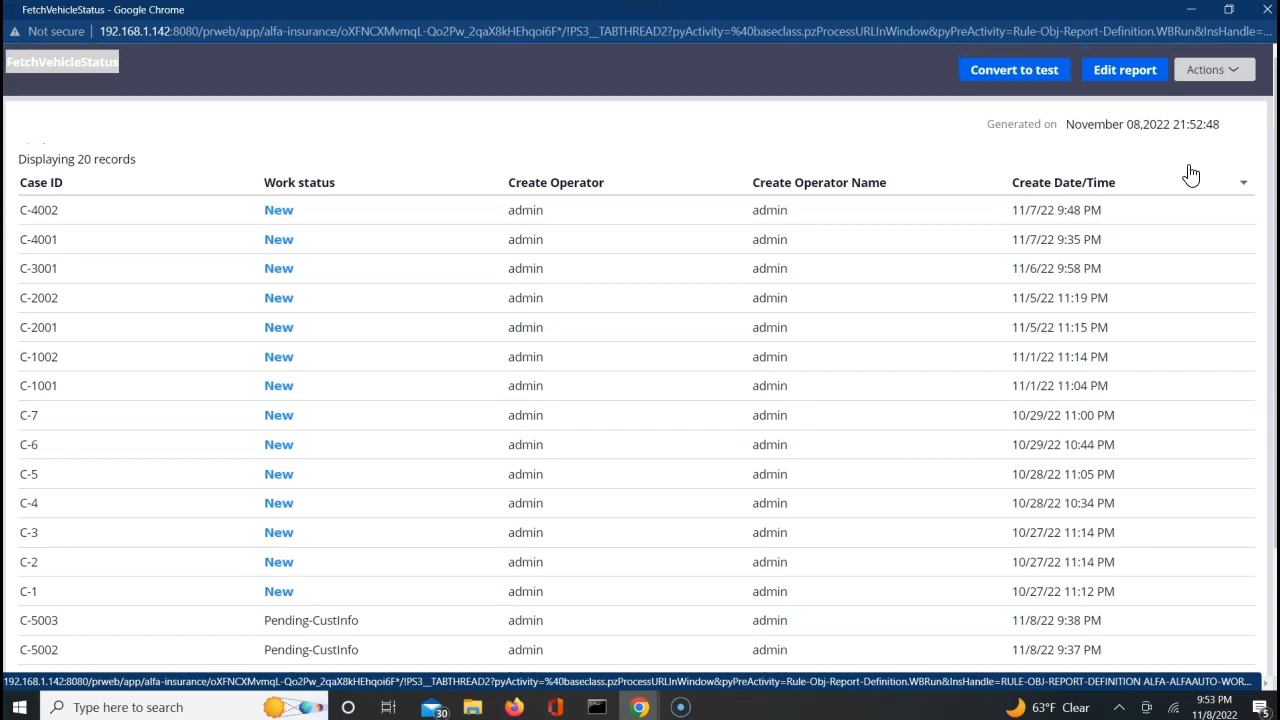 FetchVehicleStatus - Google Chrome
Not secure 192.168.1.142:8080/prweb/app/alfa-insurance/oXFNCXMvmqL-Qo2Pw_2qaX8kHEhqoi6F*/!PS3__TABTHREAD2?pyActivity=%40baseclass.pzProcessURLInWindow&pyPreActivity=Rule-Obj-Report-Definition.WBRun&InsHandle=...
FetchVehicleStatus Convert to test Edit report Actions
Generated on November 08,2022 21:52:48
Displaying 20 records
Case ID Work status Create Operator Create Operator Name Create Date/Time
C-4002 New admin admin 11/7/22 9:48 PM
C-4001 New admin admin 11/7/22 9:35 PM
C-3001 New admin admin 11/6/22 9:58 PM
C-2002 New admin admin 11/5/22 11:19 PM
C-2001 New admin admin 11/5/22 11:15 PM
C-1002 New admin admin 11/1/22 11:14 PM
C-1001 New admin admin 11/1/22 11:04 PM
C-7 New admin admin 10/29/22 11:00 PM
C-6 New admin admin 10/29/22 10:44 PM
C-5 New admin admin 10/28/22 11:05 PM
C-4 New admin admin 10/28/22 10:34 PM
C-3 New admin admin 10/27/22 11:14 PM
C-2 New admin admin 10/27/22 11:14 PM
C-1 New admin admin 10/27/22 11:12 PM
C-5003 Pending-CustInfo admin admin 11/8/22 9:38 PM
C-5002 Pending-CustInfo admin admin 11/8/22 9:37 PM
192.168.1.142:8080/prweb/app/alfa-insurance/oXFNCXMvmqL-Qo2Pw_2qaX8kHEhqoi6F*/!PS3__TABTHREAD2?pyActivity=%40baseclass.pzProcessURLInWindow&pyPreActivity=Rule-Obj-Report-Definition.WBRun&InsHandle=RULE-OBJ-REPORT-DEFINITION ALFA-ALFAAUTO-WOR...
Type here to search 30 63°F Clear 9:53 PM
11/8/2022 5